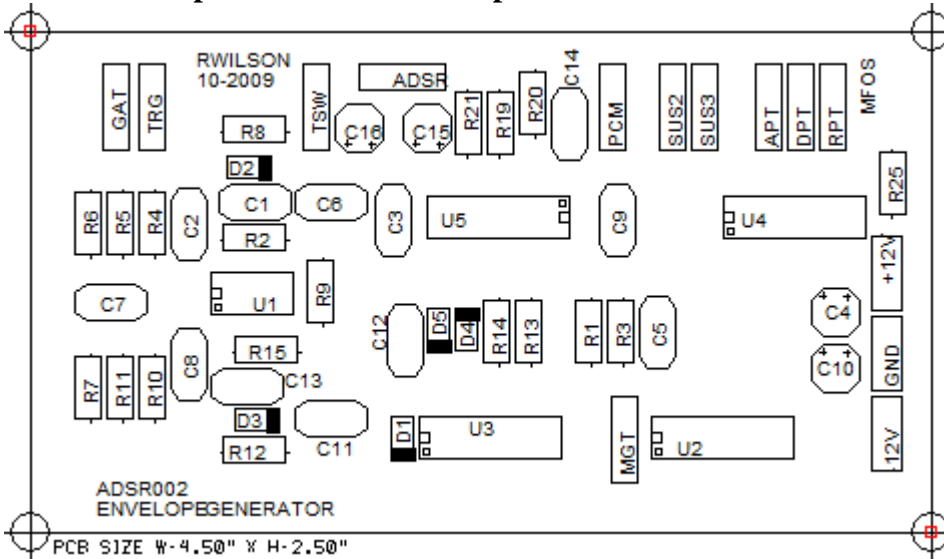 RWILSON
10-2009
GAT
TRG
TSW
ADSR
C14
R20
PCM
SUS2
SUS3
APT
DPT
RPT
MFOS
R8
C16
C15
R21
R19
D2
R25
R6
R5
R4
C2
C1
C6
C3
U5
C9
U4
R2
+12V
C7
U1
R9
C12
D5
D4
R14
R13
R1
R3
C5
C4
R15
C8
C13
C10
GND
R7
R11
R10
D3
C11
D1
U3
MGT
U2
-12V
R12
ADSR002
ENVELOPEGENERATOR
PCB SIZE W-4.50" X H-2.50"